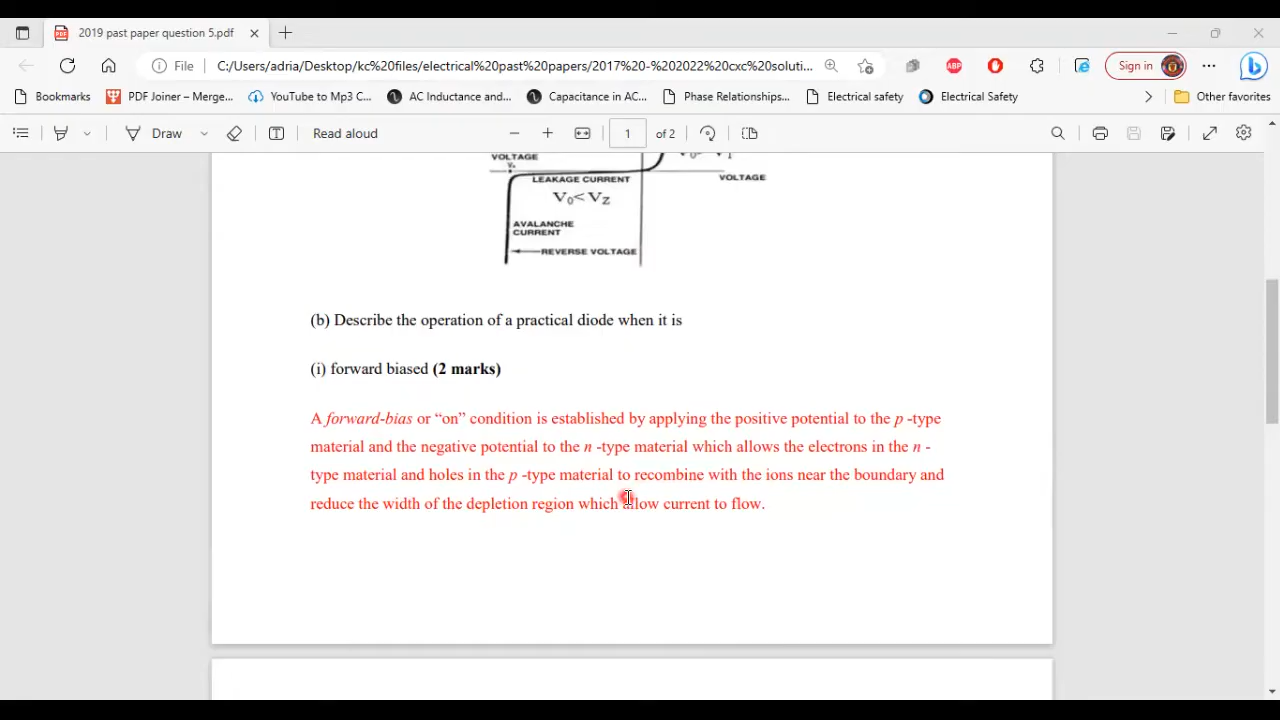 2019 past paper question 5.pdf
File
C:/Users/adria/Desktop/kc%20files/electrical%20past%20papers/2017%20-%202022%20cxc%20soluti...
Sign in
Bookmarks
PDF Joiner – Merge...
YouTube to Mp3 C...
AC Inductance and...
Capacitance in AC...
Phase Relationships...
Electrical safety
Electrical Safety
Other favorites
Draw
Read aloud
1
of 2
VOLTAGE
LEAKAGE CURRENT
VOLTAGE
V0< VZ
AVALANCHE
CURRENT
REVERSE VOLTAGE
(b) Describe the operation of a practical diode when it is
(i) forward biased (2 marks)
A forward-bias or “on” condition is established by applying the positive potential to the p -type
material and the negative potential to the n -type material which allows the electrons in the n -
type material and holes in the p -type material to recombine with the ions near the boundary and
reduce the width of the depletion region which allow current to flow.